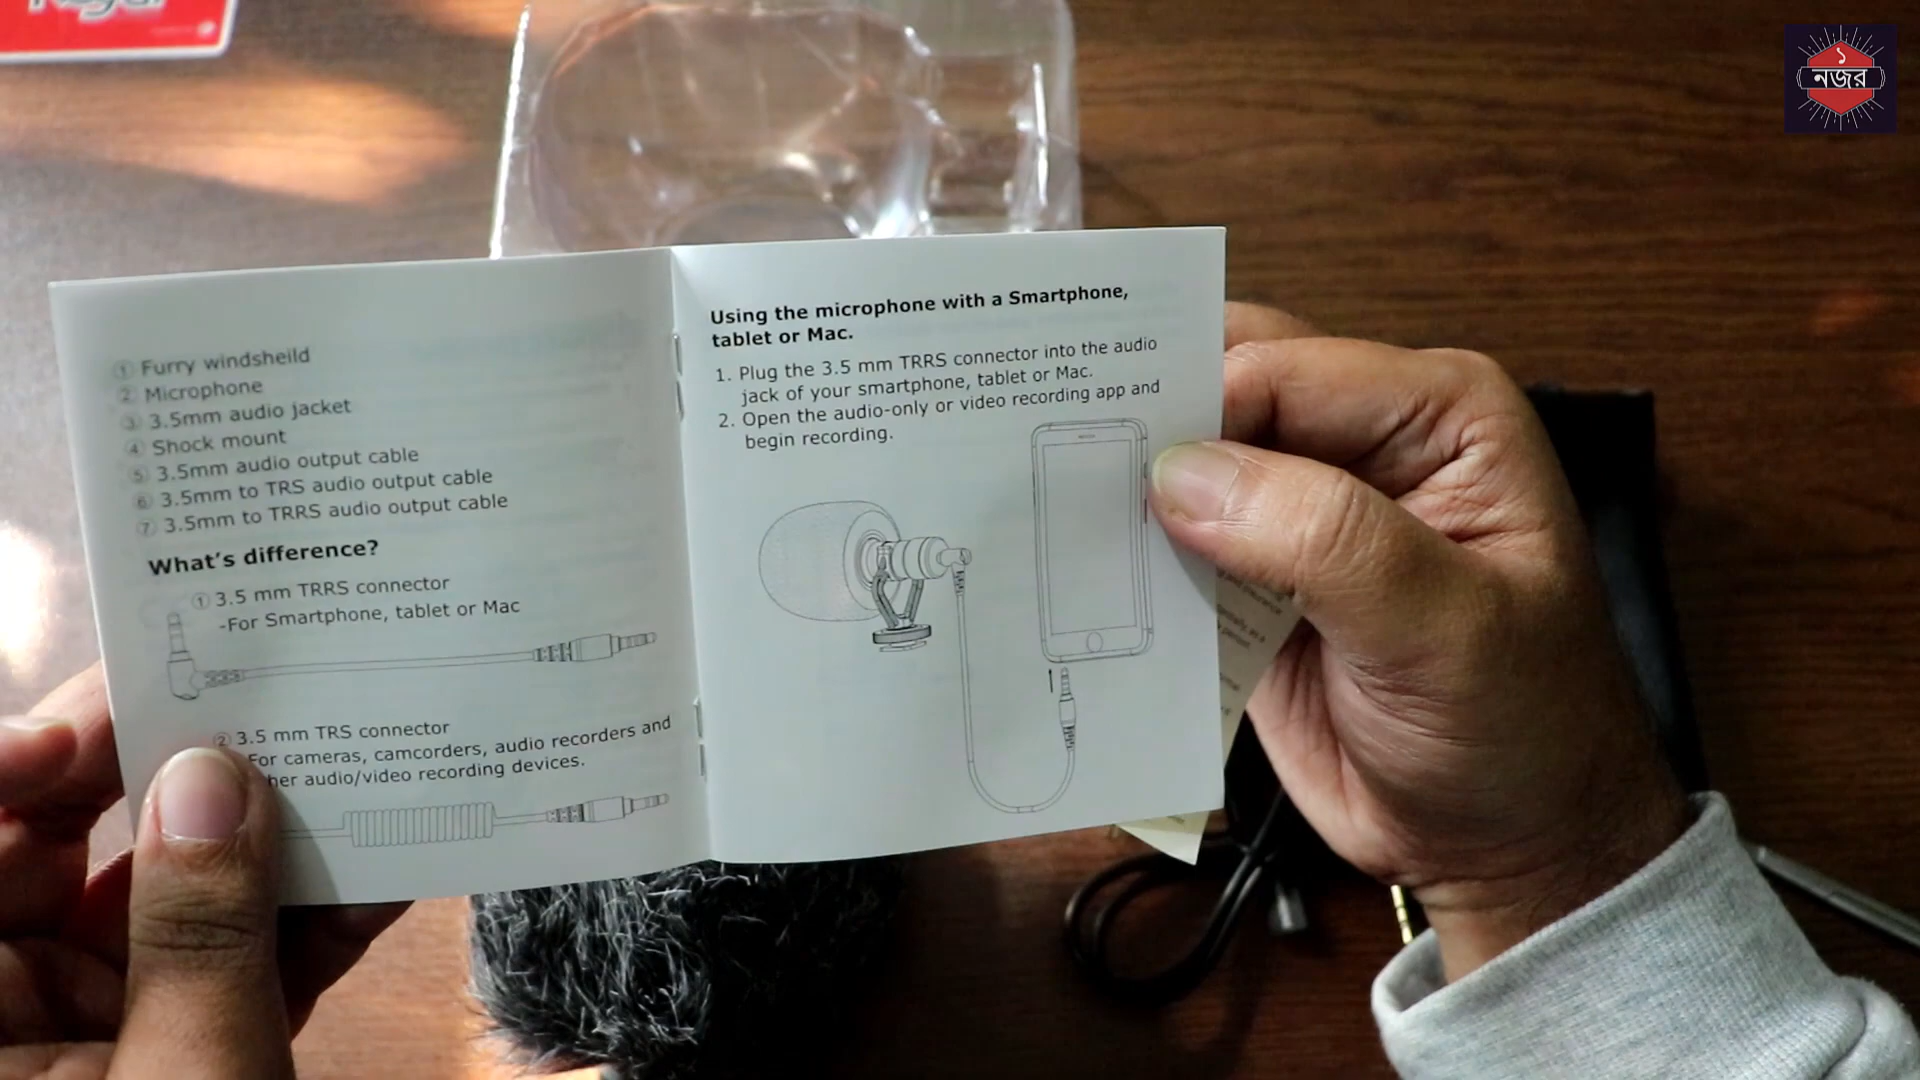 ১
নজর
① Furry windsheild
② Microphone
③ 3.5mm audio jacket
④ Shock mount
⑤ 3.5mm audio output cable
⑥ 3.5mm to TRS audio output cable
⑦ 3.5mm to TRRS audio output cable
What's difference?
① 3.5 mm TRRS connector
-For Smartphone, tablet or Mac
② 3.5 mm TRS connector
For cameras, camcorders, audio recorders and
her audio/video recording devices.
Using the microphone with a Smartphone,
tablet or Mac.
1. Plug the 3.5 mm TRRS connector into the audio
jack of your smartphone, tablet or Mac.
2. Open the audio-only or video recording app and
begin recording.